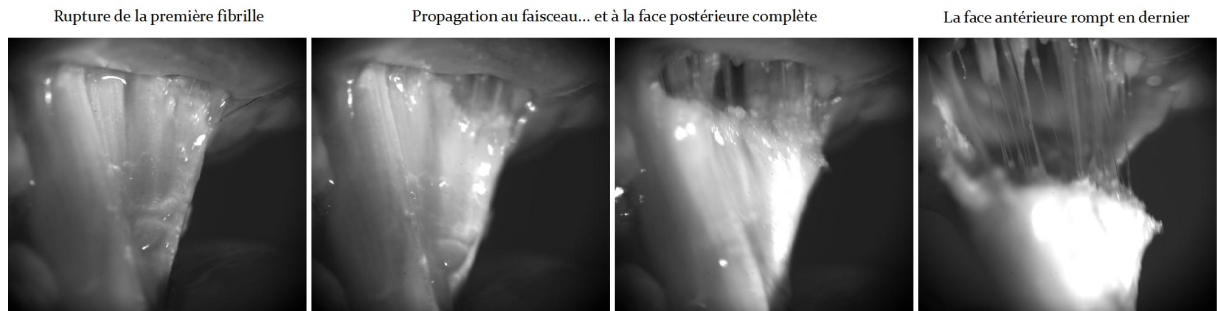 Rupture de la première fibrille
Propagation au faisceau... et à la face postérieure complète
La face antérieure rompt en dernier